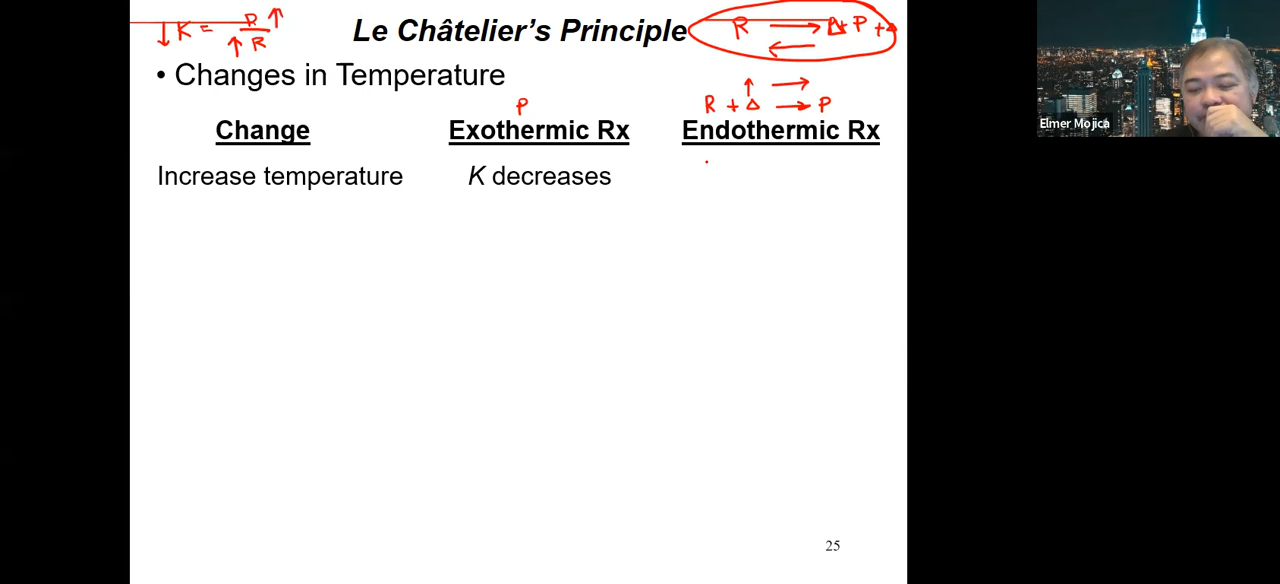 ↓ K = P ↑
↑ R
Le Châtelier's Principle
R ⇄ P + Δ
• Changes in Temperature
↑ →
P
R + Δ → P
Change Exothermic Rx Endothermic Rx
Increase temperature K decreases
25
Elmer Mojica